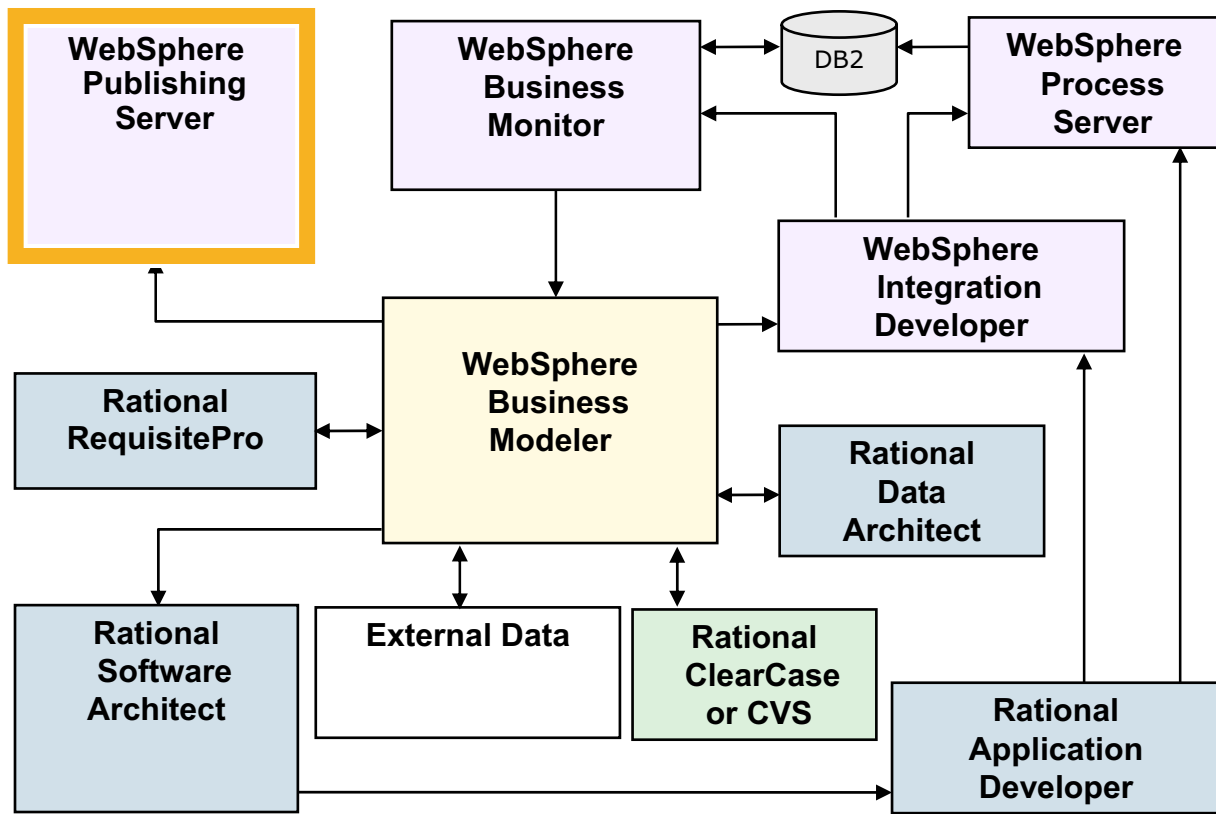 WebSphere
Publishing
Server
WebSphere
Business
Monitor
DB2
WebSphere
Process
Server
WebSphere
Integration
Developer
WebSphere
Business
Modeler
Rational
RequisitePro
Rational
Data
Architect
Rational
Software
Architect
External Data
Rational
ClearCase
or CVS
Rational
Application
Developer